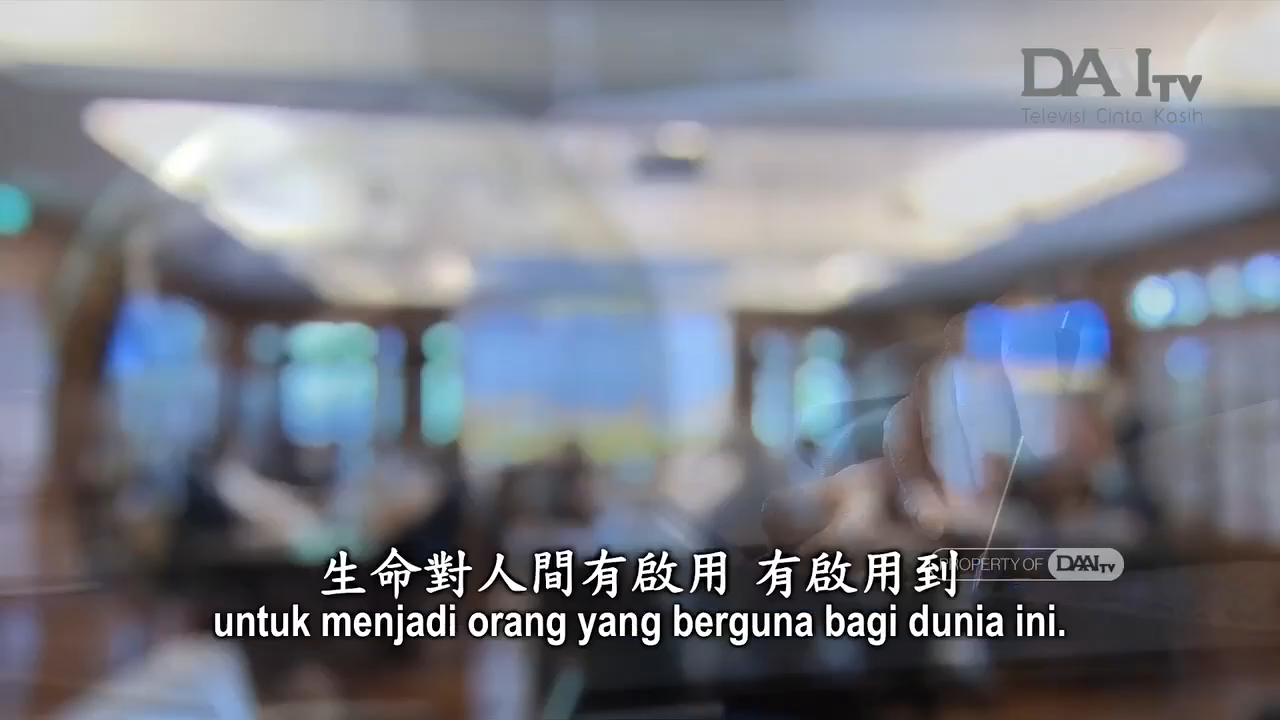 DAAI TV
Televisi Cinta Kasih
PROPERTY OF DAAI TV
生命對人間有啟用 有啟用到
untuk menjadi orang yang berguna bagi dunia ini.